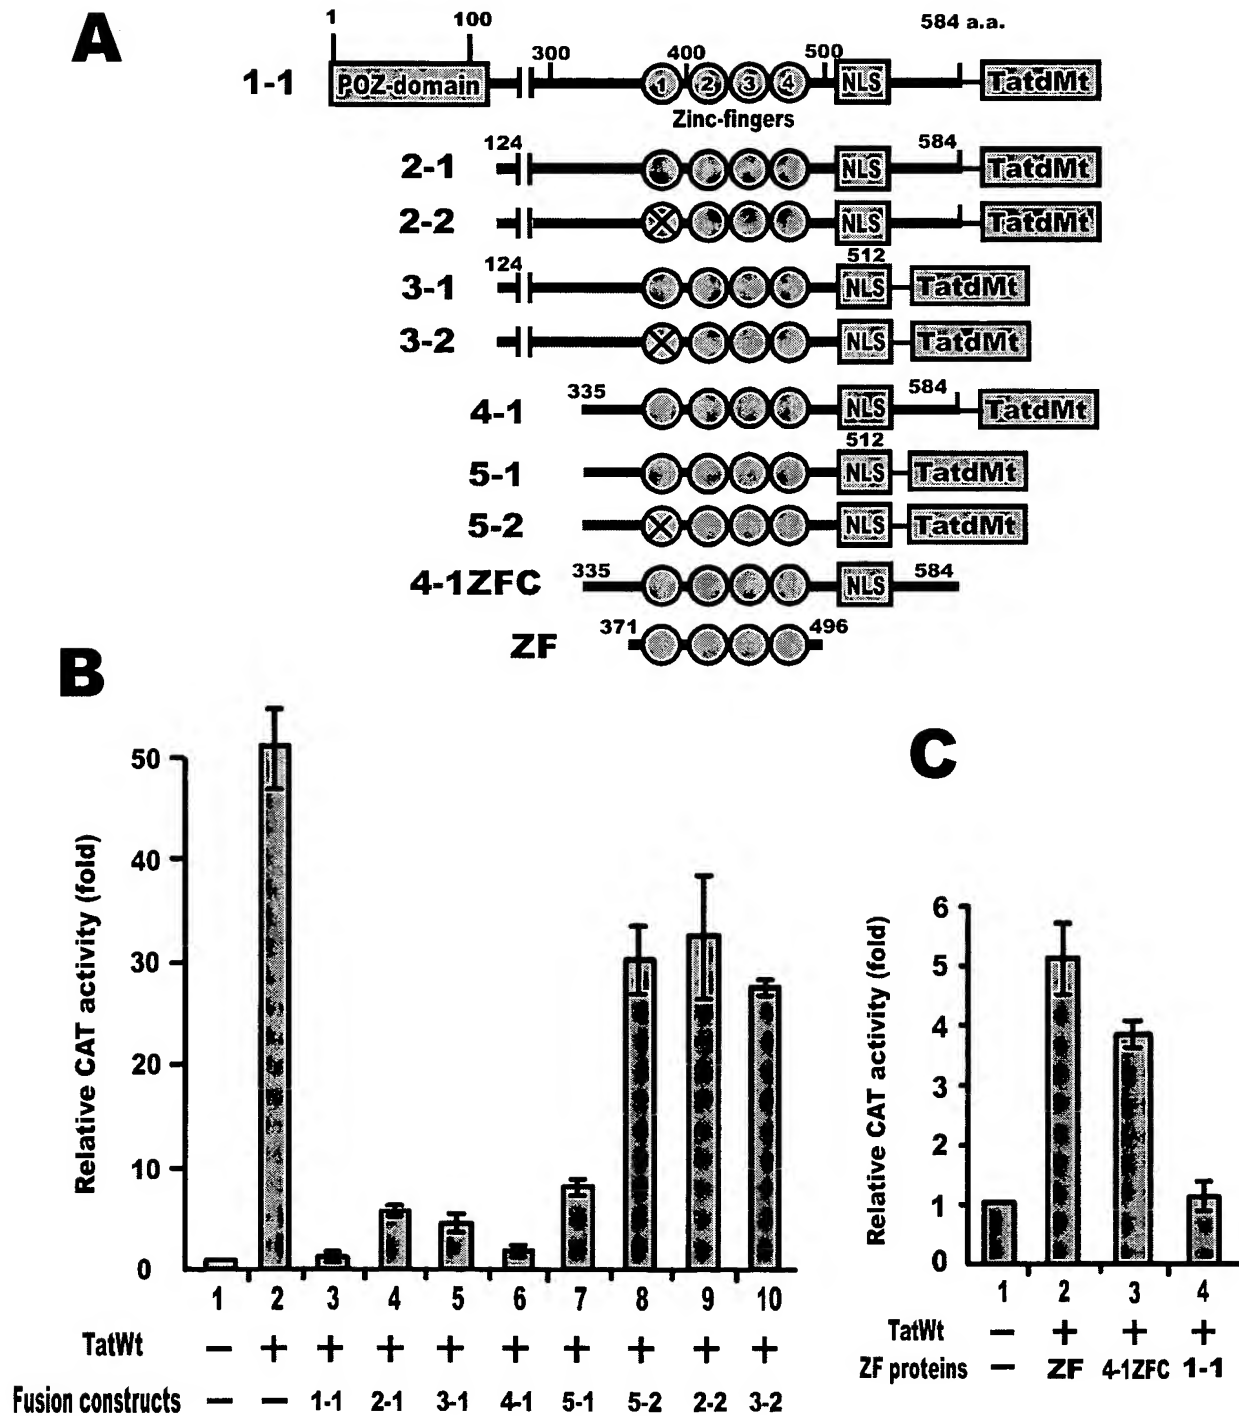 A
1 100 300 400 500 584 a.a.
1-1 POZ-domain 1 2 3 4 NLS TatdMt
Zinc-fingers
124 584
2-1 NLS TatdMt
2-2 NLS TatdMt
124 512
3-1 NLS TatdMt
3-2 NLS TatdMt
335 584
4-1 NLS TatdMt
512
5-1 NLS TatdMt
5-2 NLS TatdMt
4-1ZFC 335 NLS 584
ZF 371 496
B
Relative CAT activity (fold)
50
40
30
20
10
0
1 2 3 4 5 6 7 8 9 10
TatWt − + + + + + + + + +
Fusion constructs − − 1-1 2-1 3-1 4-1 5-1 5-2 2-2 3-2
C
Relative CAT activity (fold)
6
5
4
3
2
1
0
1 2 3 4
TatWt − + + +
ZF proteins − ZF 4-1ZFC 1-1